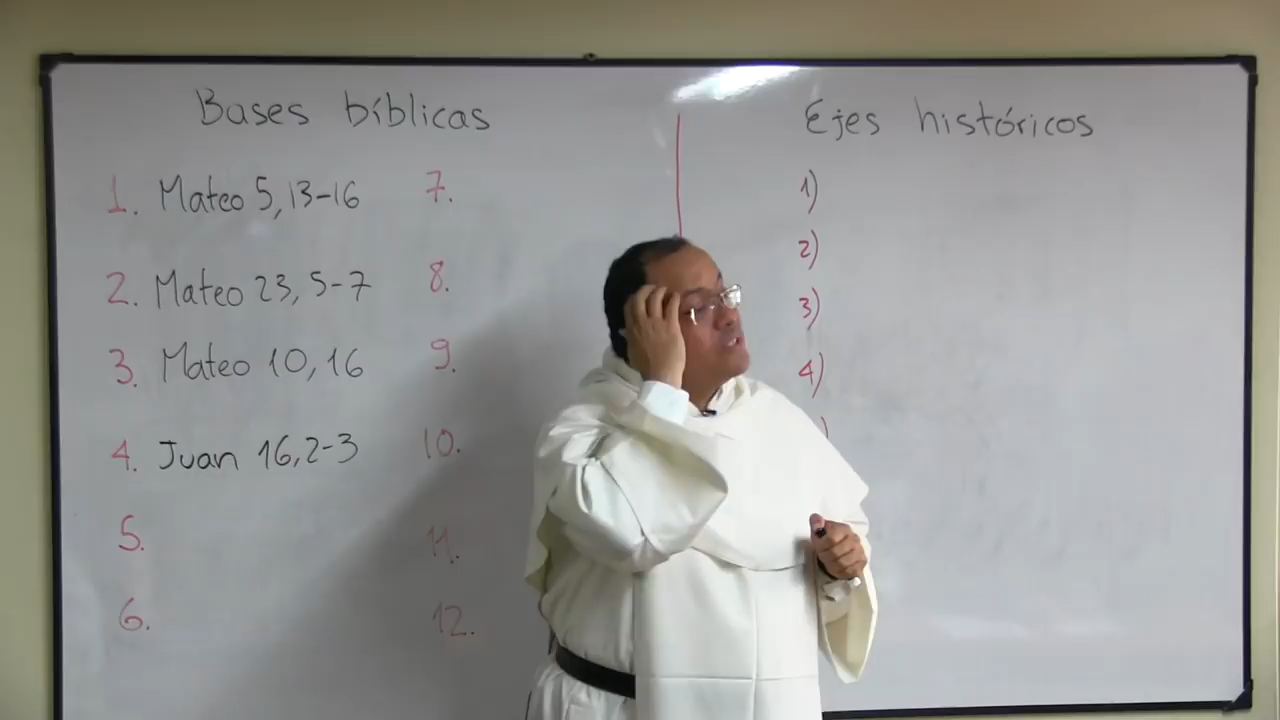 Bases bíblicas
1. Mateo 5,13-16
2. Mateo 23, 5-7
3. Mateo 10, 16
4. Juan 16,2-3
5.
6.
7.
8.
9.
10.
11.
12.
Ejes históricos
1)
2)
3)
4)
)